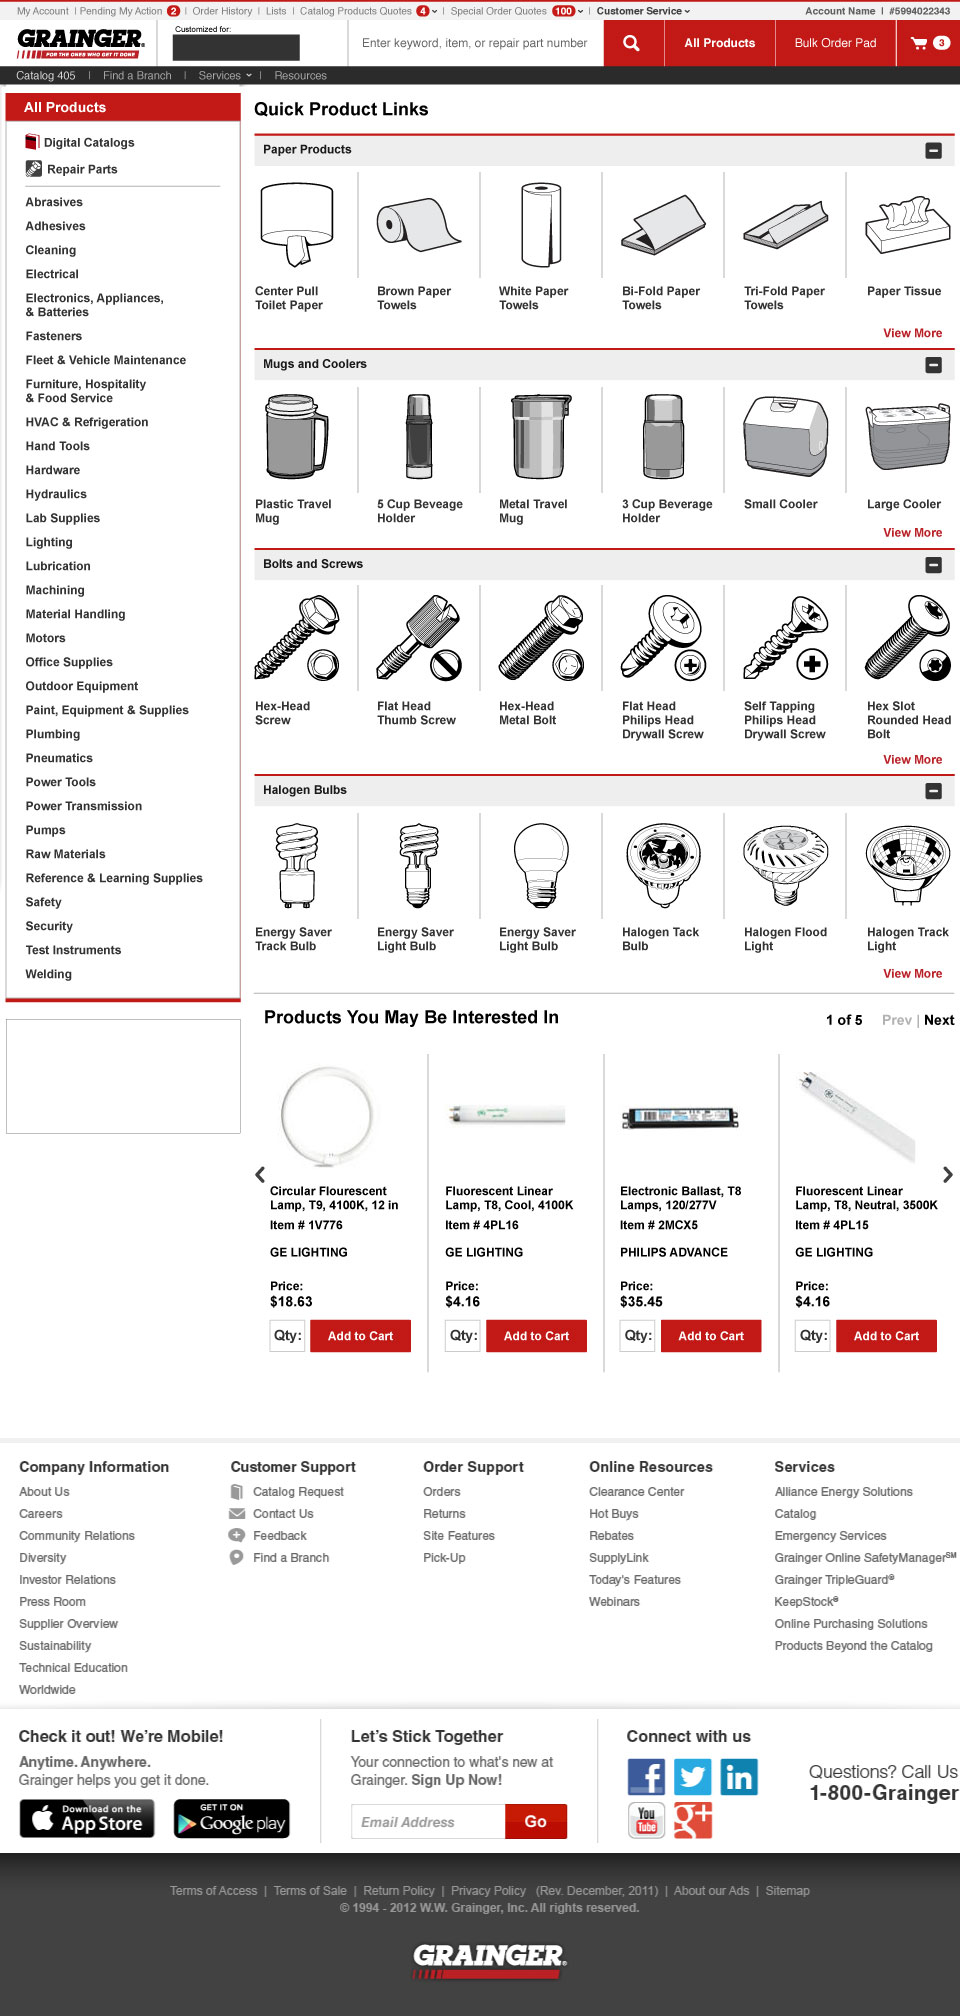 My Account | Pending My Action 2 | Order History | Lists | Catalog Products Quotes 4 | Special Order Quotes 100 | Customer Service Account Name | #5994022343
GRAINGER
FOR THE ONES WHO GET IT DONE
Customized for:
Enter keyword, item, or repair part number
All Products
Bulk Order Pad
3
Catalog 405 | Find a Branch | Services | Resources
All Products
Digital Catalogs
Repair Parts
Abrasives
Adhesives
Cleaning
Electrical
Electronics, Appliances,
& Batteries
Fasteners
Fleet & Vehicle Maintenance
Furniture, Hospitality
& Food Service
HVAC & Refrigeration
Hand Tools
Hardware
Hydraulics
Lab Supplies
Lighting
Lubrication
Machining
Material Handling
Motors
Office Supplies
Outdoor Equipment
Paint, Equipment & Supplies
Plumbing
Pneumatics
Power Tools
Power Transmission
Pumps
Raw Materials
Reference & Learning Supplies
Safety
Security
Test Instruments
Welding
Quick Product Links
Paper Products
Center Pull
Toilet Paper
Brown Paper
Towels
White Paper
Towels
Bi-Fold Paper
Towels
Tri-Fold Paper
Towels
Paper Tissue
View More
Mugs and Coolers
Plastic Travel
Mug
5 Cup Beveage
Holder
Metal Travel
Mug
3 Cup Beverage
Holder
Small Cooler
Large Cooler
View More
Bolts and Screws
Hex-Head
Screw
Flat Head
Thumb Screw
Hex-Head
Metal Bolt
Flat Head
Philips Head
Drywall Screw
Self Tapping
Philips Head
Drywall Screw
Hex Slot
Rounded Head
Bolt
View More
Halogen Bulbs
Energy Saver
Track Bulb
Energy Saver
Light Bulb
Energy Saver
Light Bulb
Halogen Tack
Bulb
Halogen Flood
Light
Halogen Track
Light
View More
Products You May Be Interested In
1 of 5 Prev | Next
Circular Flourescent
Lamp, T9, 4100K, 12 in
Item # 1V776
GE LIGHTING
Price:
$18.63
Qty: Add to Cart
Fluorescent Linear
Lamp, T8, Cool, 4100K
Item # 4PL16
GE LIGHTING
Price:
$4.16
Qty: Add to Cart
Electronic Ballast, T8
Lamps, 120/277V
Item # 2MCX5
PHILIPS ADVANCE
Price:
$35.45
Qty: Add to Cart
Fluorescent Linear
Lamp, T8, Neutral, 3500K
Item # 4PL15
GE LIGHTING
Price:
$4.16
Qty: Add to Cart
Company Information
About Us
Careers
Community Relations
Diversity
Investor Relations
Press Room
Supplier Overview
Sustainability
Technical Education
Worldwide
Customer Support
Catalog Request
Contact Us
Feedback
Find a Branch
Order Support
Orders
Returns
Site Features
Pick-Up
Online Resources
Clearance Center
Hot Buys
Rebates
SupplyLink
Today's Features
Webinars
Services
Alliance Energy Solutions
Catalog
Emergency Services
Grainger Online SafetyManager℠
Grainger TripleGuard®
KeepStock®
Online Purchasing Solutions
Products Beyond the Catalog
Check it out! We're Mobile!
Anytime. Anywhere.
Grainger helps you get it done.
Download on the
App Store
GET IT ON
Google play
Let's Stick Together
Your connection to what's new at
Grainger. Sign Up Now!
Email Address
Go
Connect with us
f
in
You
Tube
g+
Questions? Call Us
1-800-Grainger
Terms of Access | Terms of Sale | Return Policy | Privacy Policy (Rev. December, 2011) | About our Ads | Sitemap
© 1994 - 2012 W.W. Grainger, Inc. All rights reserved.
GRAINGER